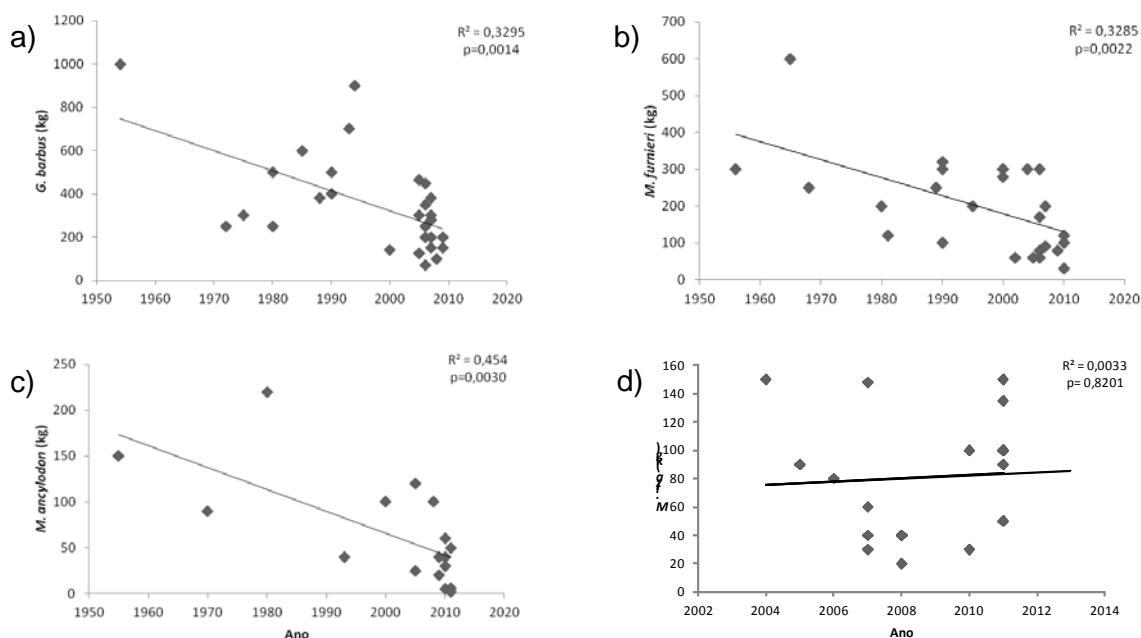 a)
R² = 0,3295
p=0,0014
1200
1000
800
600
400
200
0
G. barbus (kg)
1950 1960 1970 1980 1990 2000 2010 2020
b)
R² = 0,3285
p=0,0022
700
600
500
400
300
200
100
0
M. furnieri (kg)
1950 1960 1970 1980 1990 2000 2010 2020
c)
R² = 0,454
p=0,0030
250
200
150
100
50
0
M. ancylodon (kg)
1950 1960 1970 1980 1990 2000 2010 2020
Ano
d)
R² = 0,0033
p= 0,8201
160
140
120
100
80
60
40
20
0
2002 2004 2006 2008 2010 2012 2014
Ano